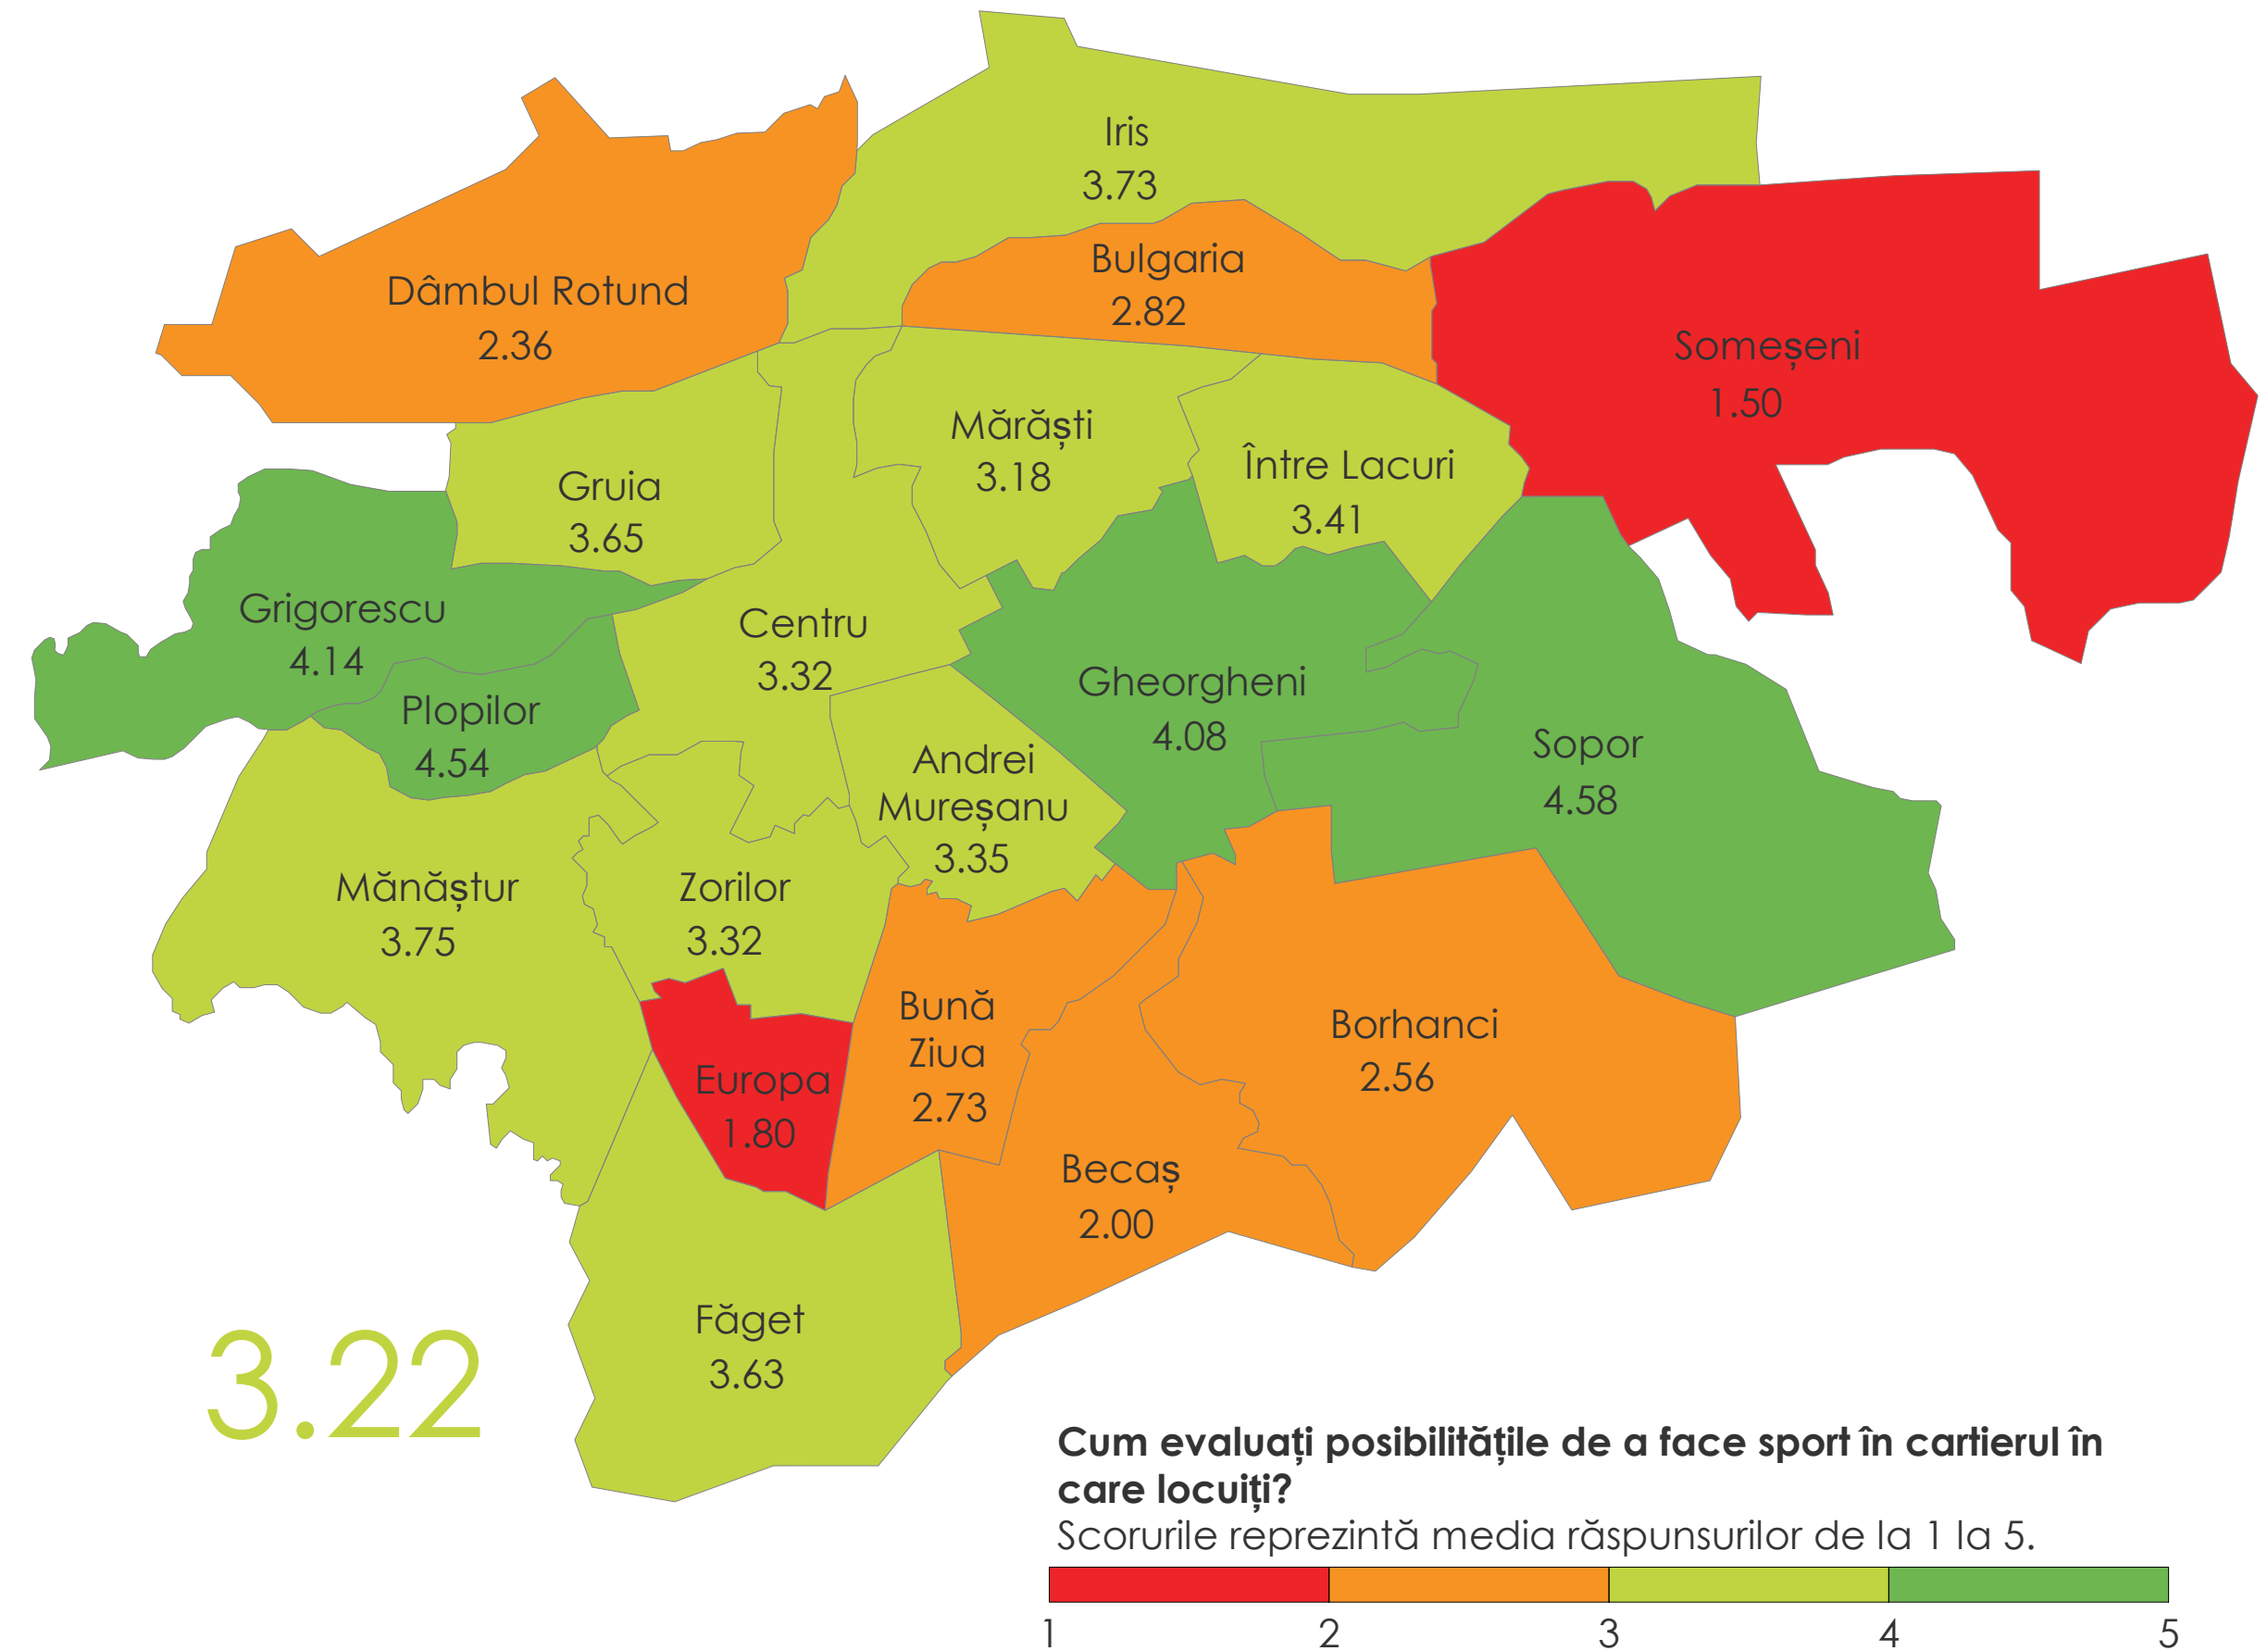 Iris
3.73
Bulgaria
2.82
Dâmbul Rotund
2.36
Someșeni
1.50
Mărăști
3.18
Între Lacuri
3.41
Gruia
3.65
Grigorescu
4.14
Centru
3.32
Plopilor
4.54
Gheorgheni
4.08
Sopor
4.58
Andrei
Mureșanu
3.35
Mănăștur
3.75
Zorilor
3.32
Bună
Ziua
2.73
Borhanci
2.56
Europa
1.80
Becaș
2.00
Făget
3.63
3.22
Cum evaluați posibilitățile de a face sport în cartierul în
care locuiți?
Scorurile reprezintă media răspunsurilor de la 1 la 5.
1 2 3 4 5